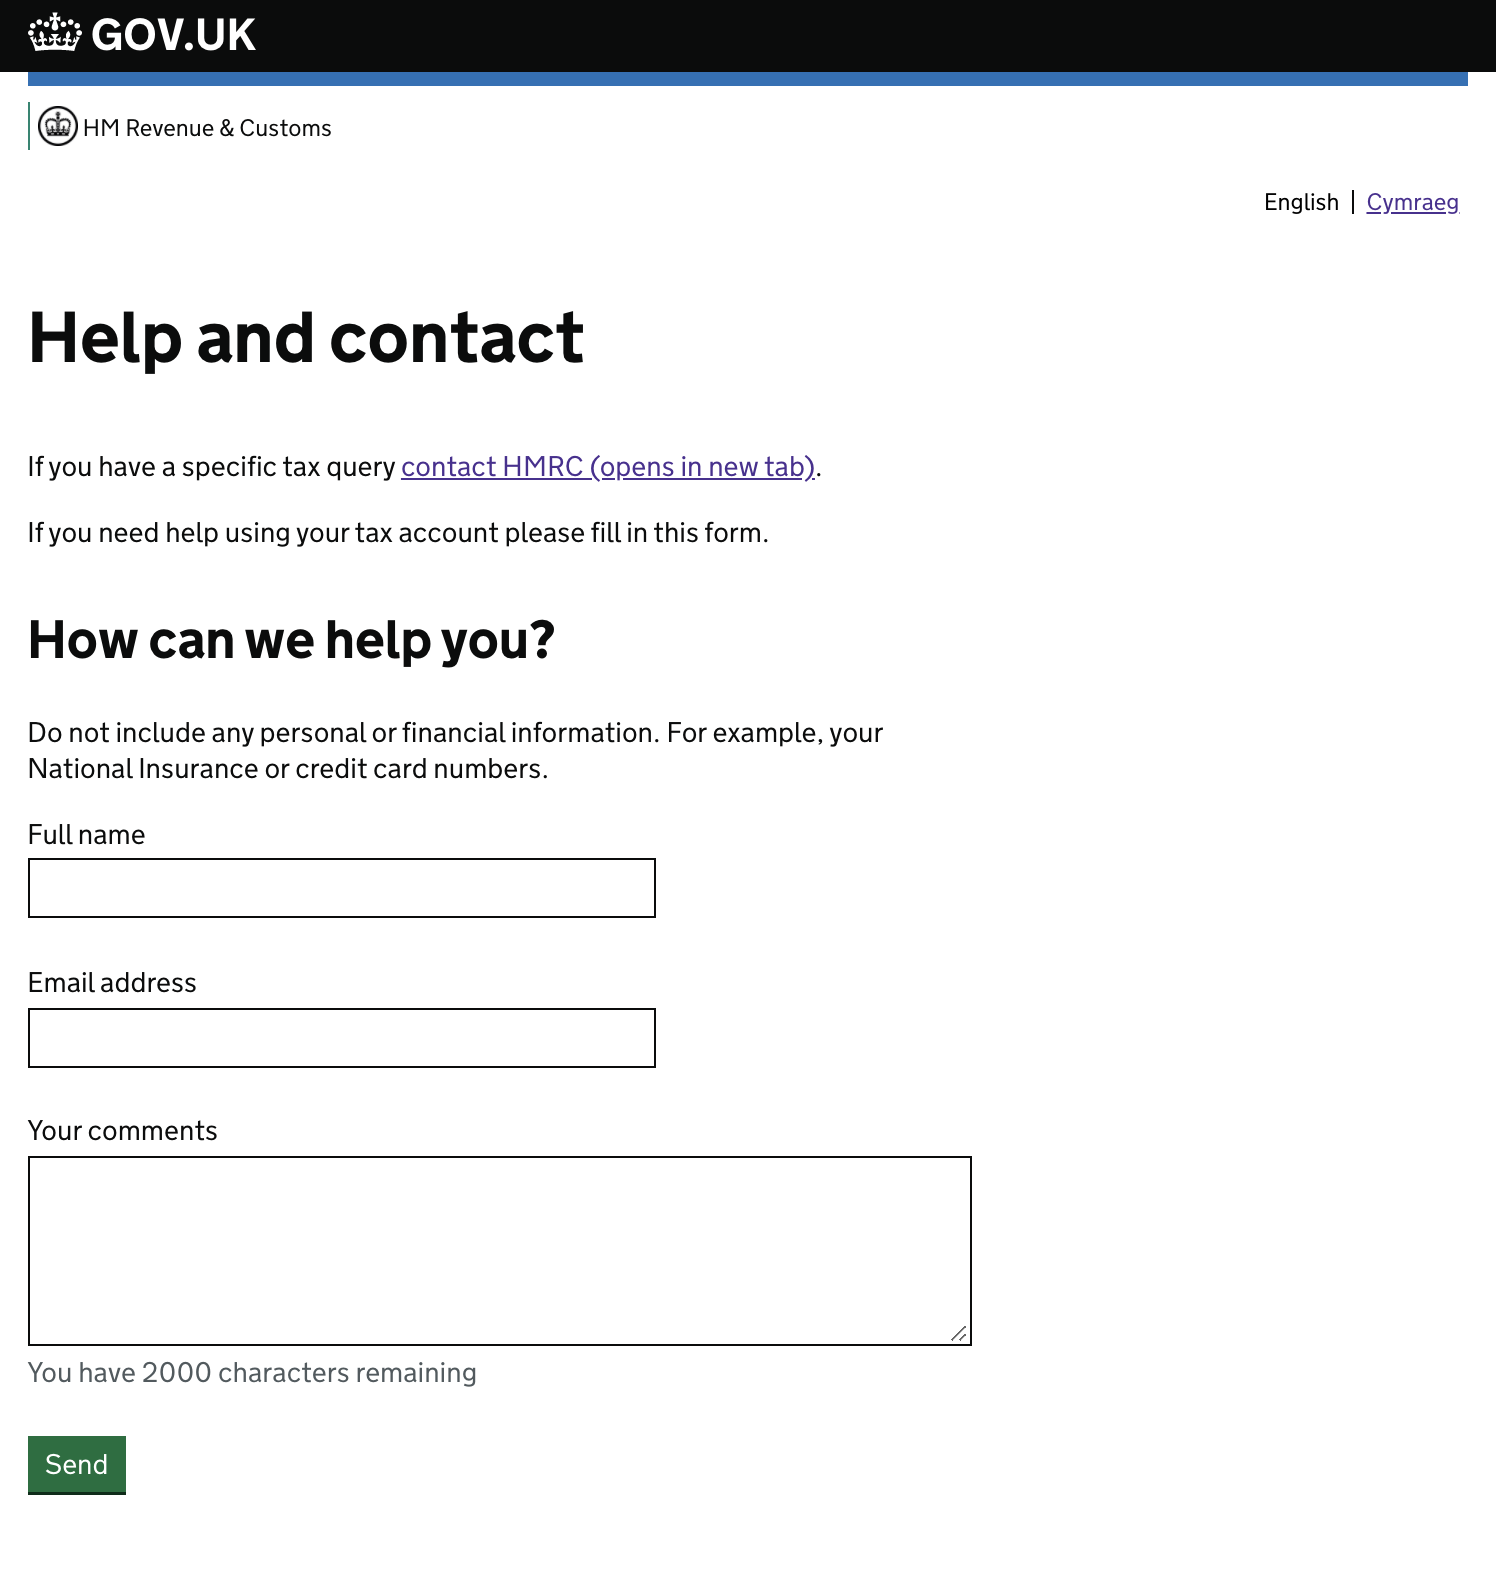 GOV.UK
HM Revenue & Customs
English | Cymraeg
Help and contact
If you have a specific tax query contact HMRC (opens in new tab).
If you need help using your tax account please fill in this form.
How can we help you?
Do not include any personal or financial information. For example, your
National Insurance or credit card numbers.
Full name
Email address
Your comments
You have 2000 characters remaining
Send